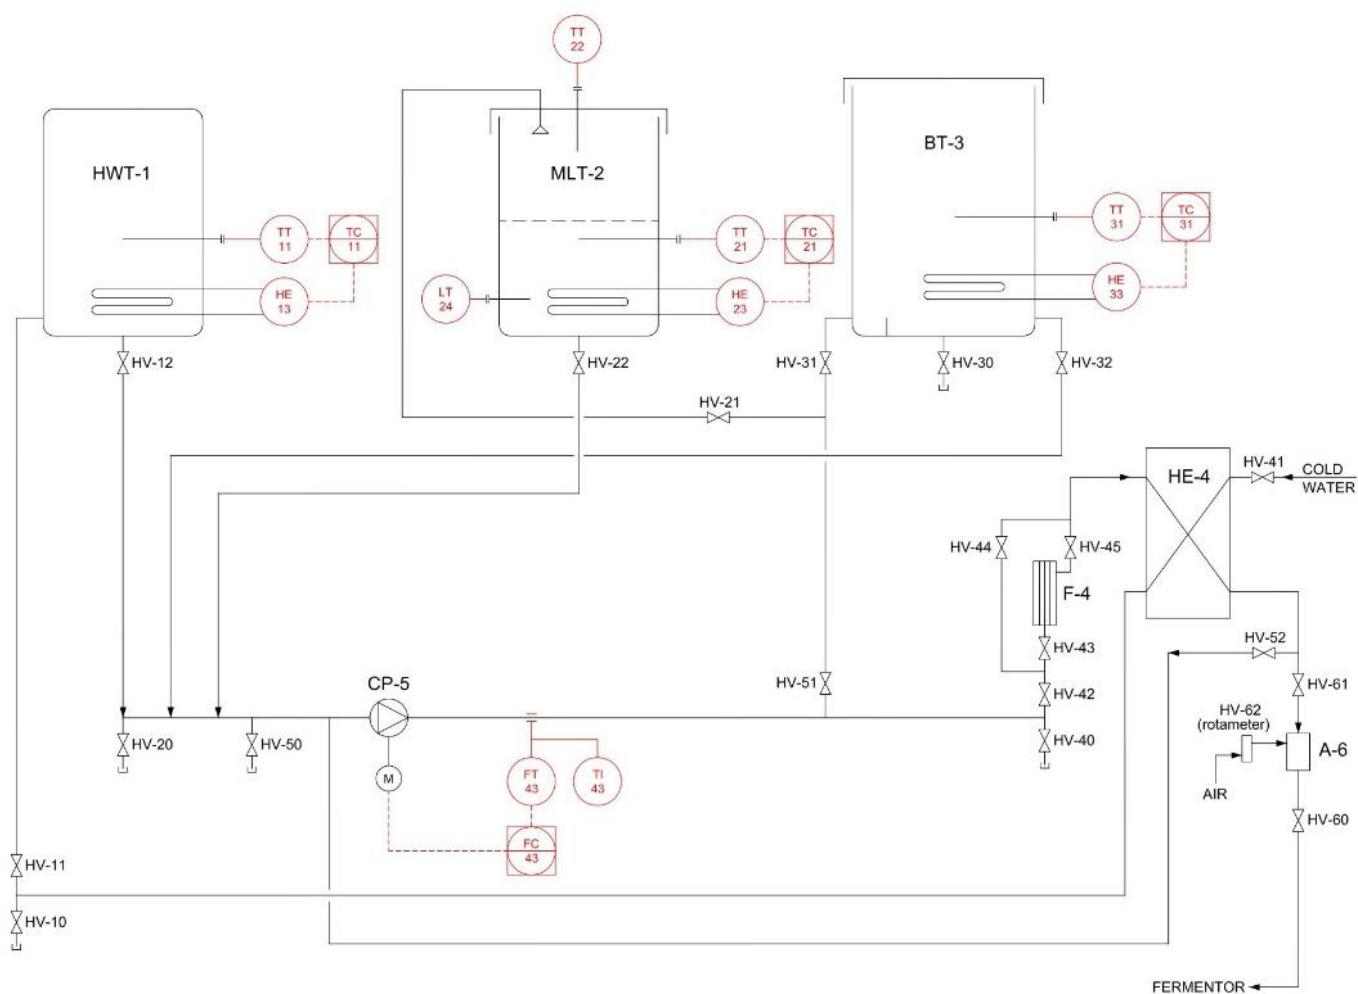 TT
22
HWT-1
MLT-2
BT-3
TT
11
TC
11
TT
21
TC
21
TT
31
TC
31
HE
13
LT
24
HE
23
HE
33
HV-12
HV-22
HV-31
HV-30
HV-32
HV-21
HE-4
HV-41
COLD
WATER
HV-44
HV-45
F-4
HV-43
HV-52
CP-5
HV-51
HV-42
HV-61
HV-62
(rotameter)
HV-20
HV-50
HV-40
A-6
M
FT
43
TI
43
AIR
HV-60
FC
43
HV-11
HV-10
FERMENTOR